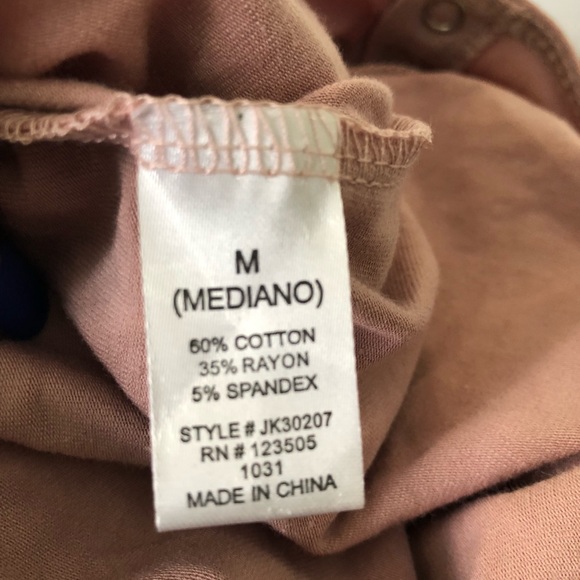 M
(MEDIANO)
60% COTTON
35% RAYON
5% SPANDEX
STYLE # JK30207
RN # 123505
1031
MADE IN CHINA